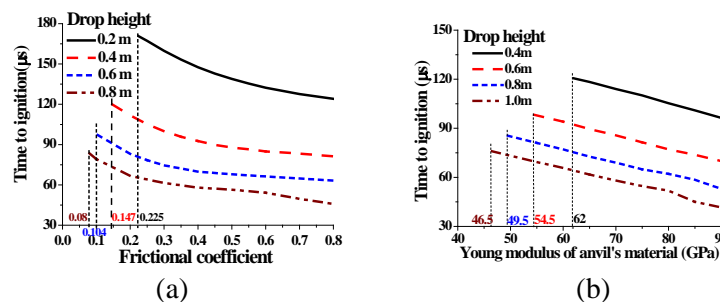 (a)
Drop height
0.2 m
0.4 m
0.6 m
0.8 m
Time to ignition(μs)
180
150
120
90
60
30
0.08
0.104
0.147
0.225
0.0 0.1 0.2 0.3 0.4 0.5 0.6 0.7 0.8
Frictional coefficient
(b)
Drop height
0.4m
0.6m
0.8m
1.0m
Time to ignition (μs)
150
120
90
60
30
46.5
49.5
54.5
62
40 50 60 70 80 90
Young modulus of anvil's material (GPa)